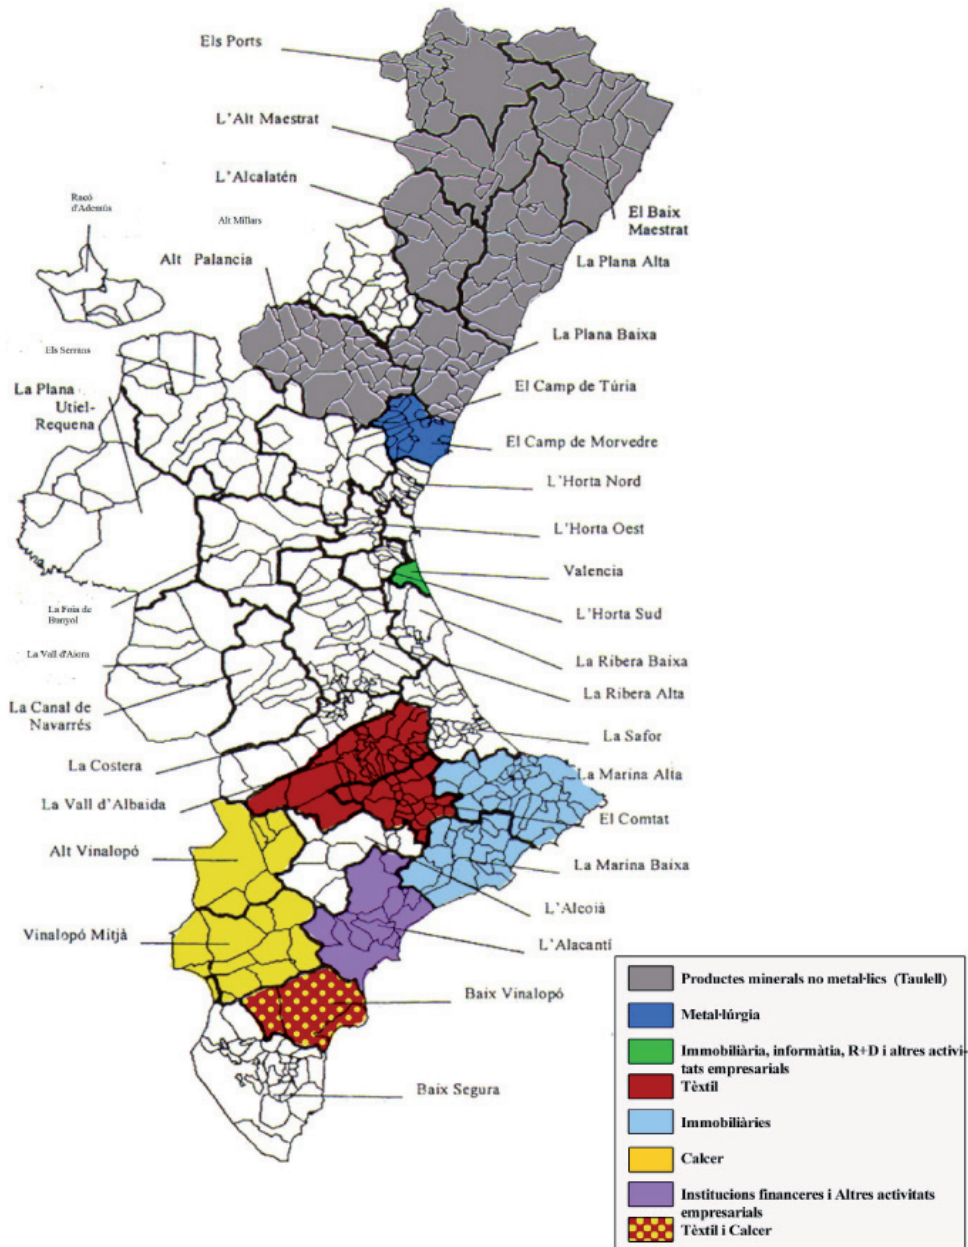 Els Ports
L'Alt Maestrat
L'Alcalatén
Racó
d'Ademús
Alt Millars
El Baix
Maestrat
Alt Palancia
La Plana Alta
La Plana Baixa
Els Serrans
La Plana
Utiel-
Requena
El Camp de Túria
El Camp de Morvedre
L'Horta Nord
L'Horta Oest
Valencia
La Foia de
Bunyol
L'Horta Sud
La Vall d'Aiora
La Ribera Baixa
La Ribera Alta
La Canal de
Navarrés
La Safor
La Costera
La Marina Alta
La Vall d'Albaida
El Comtat
Alt Vinalopó
La Marina Baixa
L'Alcoià
Vinalopó Mitjà
L'Alacantí
Baix Vinalopó
Baix Segura
Productes minerals no metal·lics (Taulell)
Metal·lúrgia
Immobiliària, informàtia, R+D i altres activi-
tats empresarials
Tèxtil
Immobiliàries
Calcer
Institucions financeres i Altres activitats
empresarials
Tèxtil i Calcer